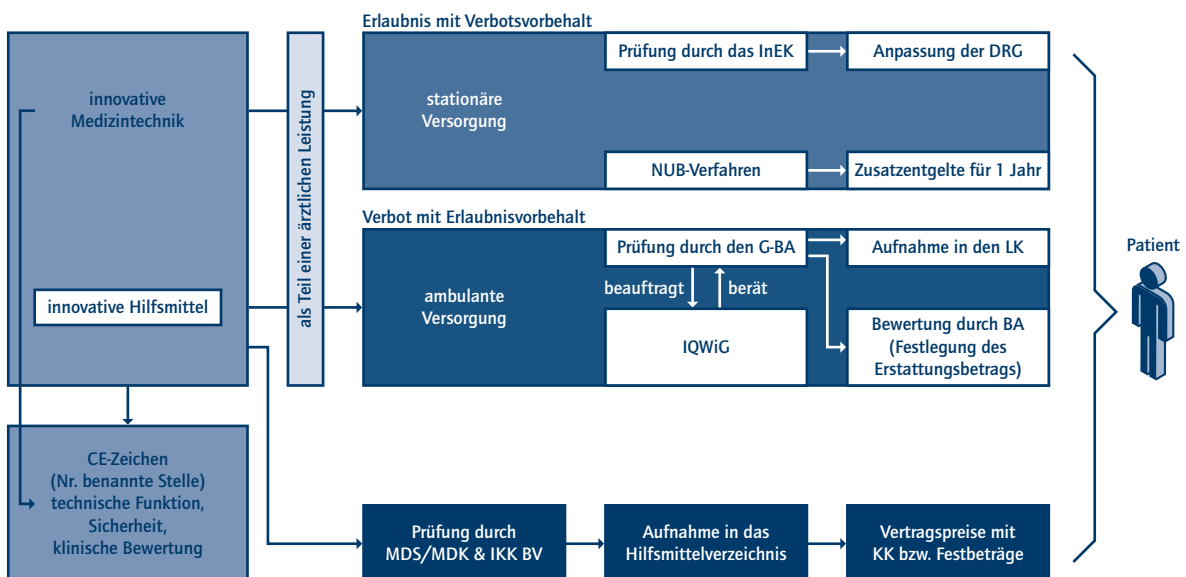 Erlaubnis mit Verbotsvorbehalt
innovative
Medizintechnik
als Teil einer ärztlichen Leistung
stationäre
Versorgung
Prüfung durch das InEK
Anpassung der DRG
NUB-Verfahren
Zusatzentgelte für 1 Jahr
Verbot mit Erlaubnisvorbehalt
innovative Hilfsmittel
ambulante
Versorgung
Prüfung durch den G-BA
Aufnahme in den LK
beauftragt
berät
IQWiG
Bewertung durch BA
(Festlegung des
Erstattungsbetrags)
Patient
CE-Zeichen
(Nr. benannte Stelle)
technische Funktion,
Sicherheit,
klinische Bewertung
Prüfung durch
MDS/MDK & IKK BV
Aufnahme in das
Hilfsmittelverzeichnis
Vertragspreise mit
KK bzw. Festbeträge